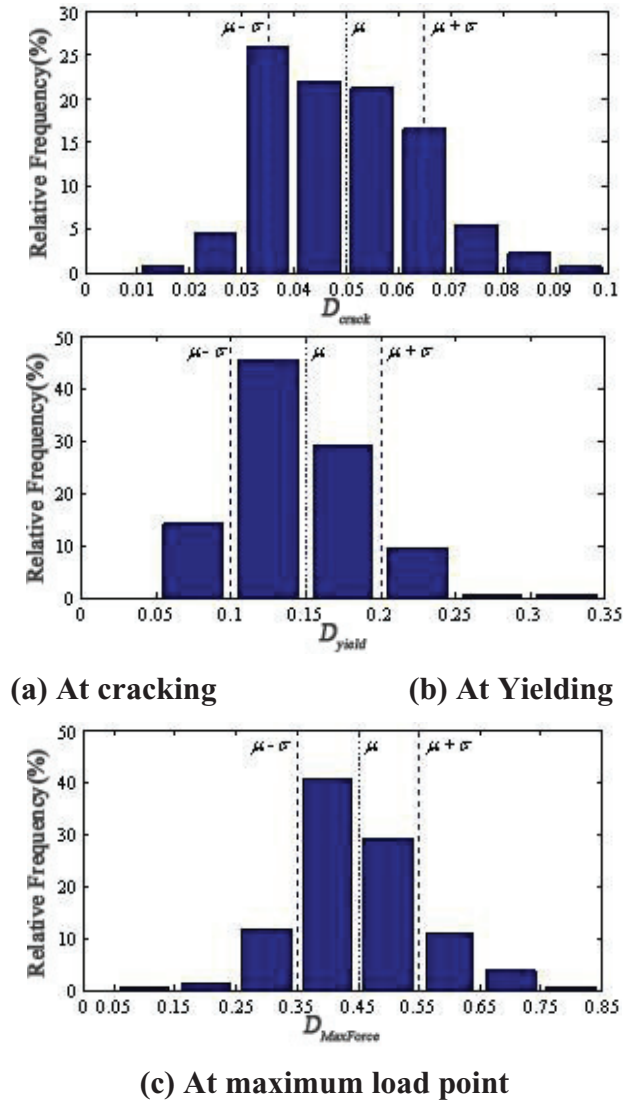 30
25
20
15
10
5
0
Relative Frequency(%)
μ - σ μ μ + σ
0 0.01 0.02 0.03 0.04 0.05 0.06 0.07 0.08 0.09 0.1
D crack
50
40
30
20
10
0
Relative Frequency(%)
μ - σ μ μ + σ
0 0.05 0.1 0.15 0.2 0.25 0.3 0.35
D yield
(a) At cracking (b) At Yielding
50
40
30
20
10
0
Relative Frequency(%)
μ - σ μ μ + σ
0 0.05 0.15 0.25 0.35 0.45 0.55 0.65 0.75 0.85
D MaxForce
(c) At maximum load point